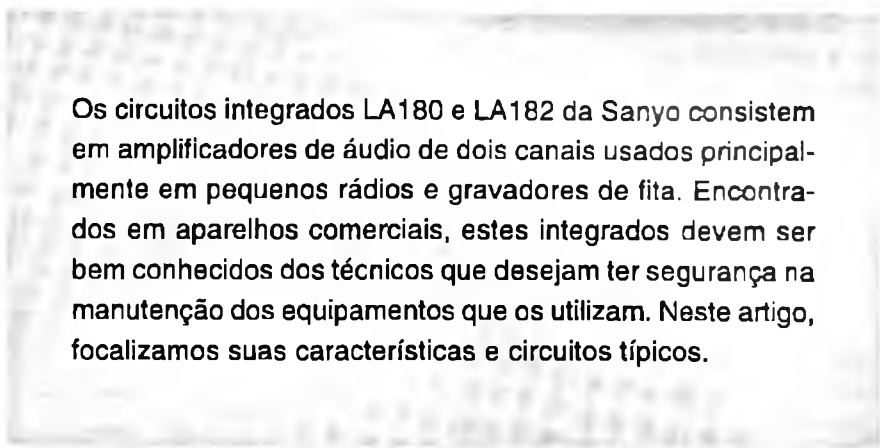 Os circuitos integrados LA180 e LA182 da Sanyo consistem
em amplificadores de áudio de dois canais usados principal-
mente em pequenos rádios e gravadores de fita. Encontra-
dos em aparelhos comerciais, estes integrados devem ser
bem conhecidos dos técnicos que desejam ter segurança na
manutenção dos equipamentos que os utilizam. Neste artigo,
focalizamos suas características e circuitos típicos.